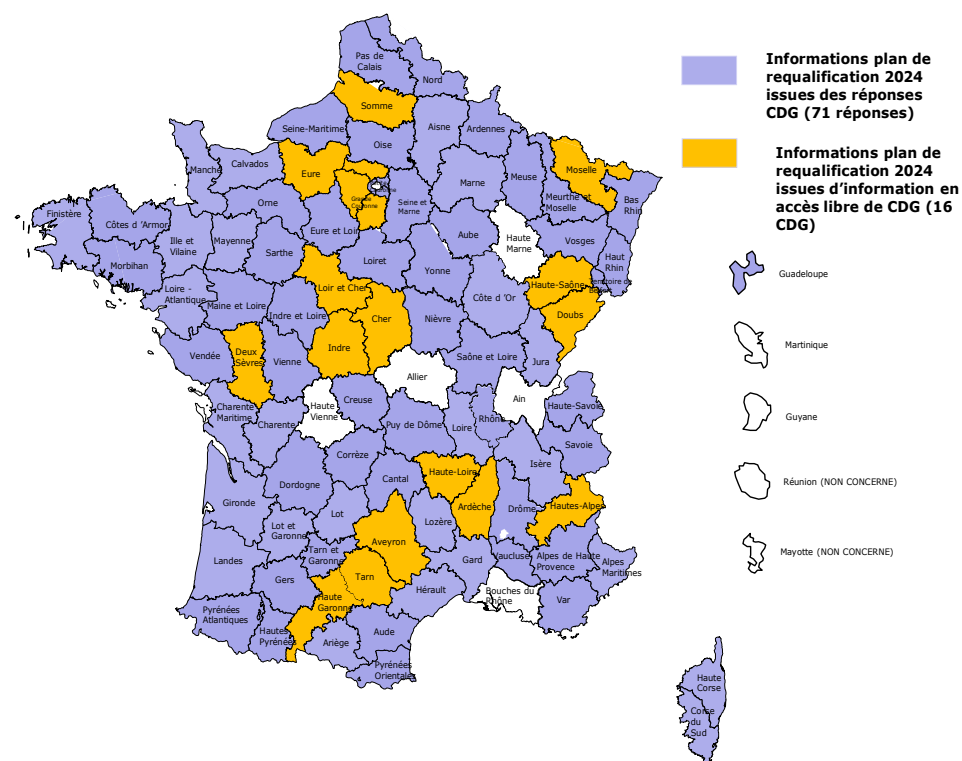 Pas de
Calais
Nord
Somme
Seine-Maritime
Aisne
Ardennes
Oise
Manche
Calvados
Eure
Moselle
Meuse
Marne
Meurthe et
Moselle
Bas
Rhin
Orne
Grande
Couronne
Seine et
Marne
Finistère
Côtes d 'Armor
Ille et
Vilaine
Mayenne
Eure et Loir
Aube
Haute
Marne
Vosges
Haut
Rhin
Morbihan
Sarthe
Loiret
Yonne
Territoire de
Belfort
Loire -
Atlantique
Maine et Loire
Indre et Loire
Loir et Cher
Cher
Nièvre
Côte d 'Or
Haute-Saône
Doubs
Vendée
Deux
Sèvres
Vienne
Indre
Saône et Loire
Jura
Allier
Charente
Maritime
Charente
Haute
Vienne
Creuse
Puy de Dôme
Loire
Rhône
Ain
Haute-Savoie
Savoie
Corrèze
Isère
Gironde
Dordogne
Cantal
Haute-Loire
Ardèche
Drôme
Hautes-Alpes
Lot
Lot et
Garonne
Lozère
Aveyron
Landes
Tarn et
Garonne
Tarn
Gard
Vaucluse
Alpes de Haute
Provence
Alpes
Maritimes
Gers
Haute
Garonne
Hérault
Bouches du
Rhône
Var
Pyrénées
Atlantiques
Hautes
Pyrénées
Ariège
Aude
Pyrénées
Orientales
Haute
Corse
Corse
du
Sud
Informations plan de
requalification 2024
issues des réponses
CDG (71 réponses)
Informations plan de
requalification 2024
issues d’information en
accès libre de CDG (16
CDG)
Guadeloupe
Martinique
Guyane
Réunion (NON CONCERNE)
Mayotte (NON CONCERNE)